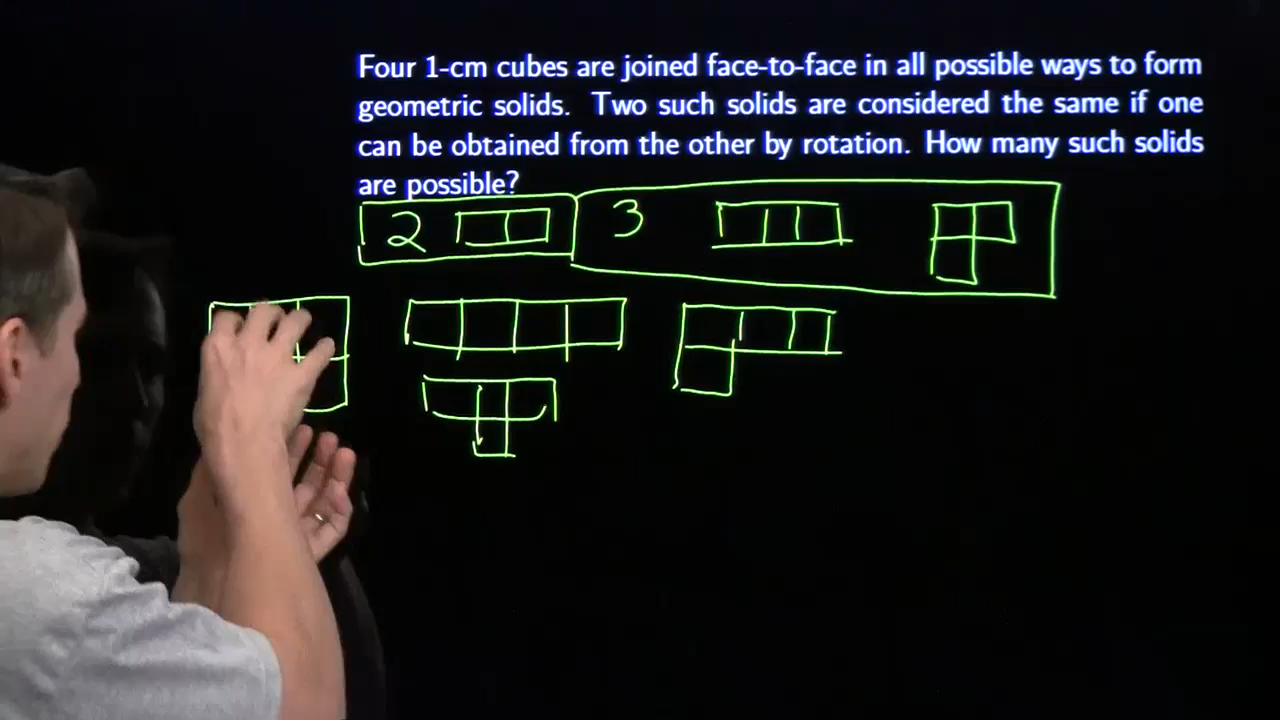 Four 1-cm cubes are joined face-to-face in all possible ways to form
geometric solids. Two such solids are considered the same if one
can be obtained from the other by rotation. How many such solids
are possible?
2 3